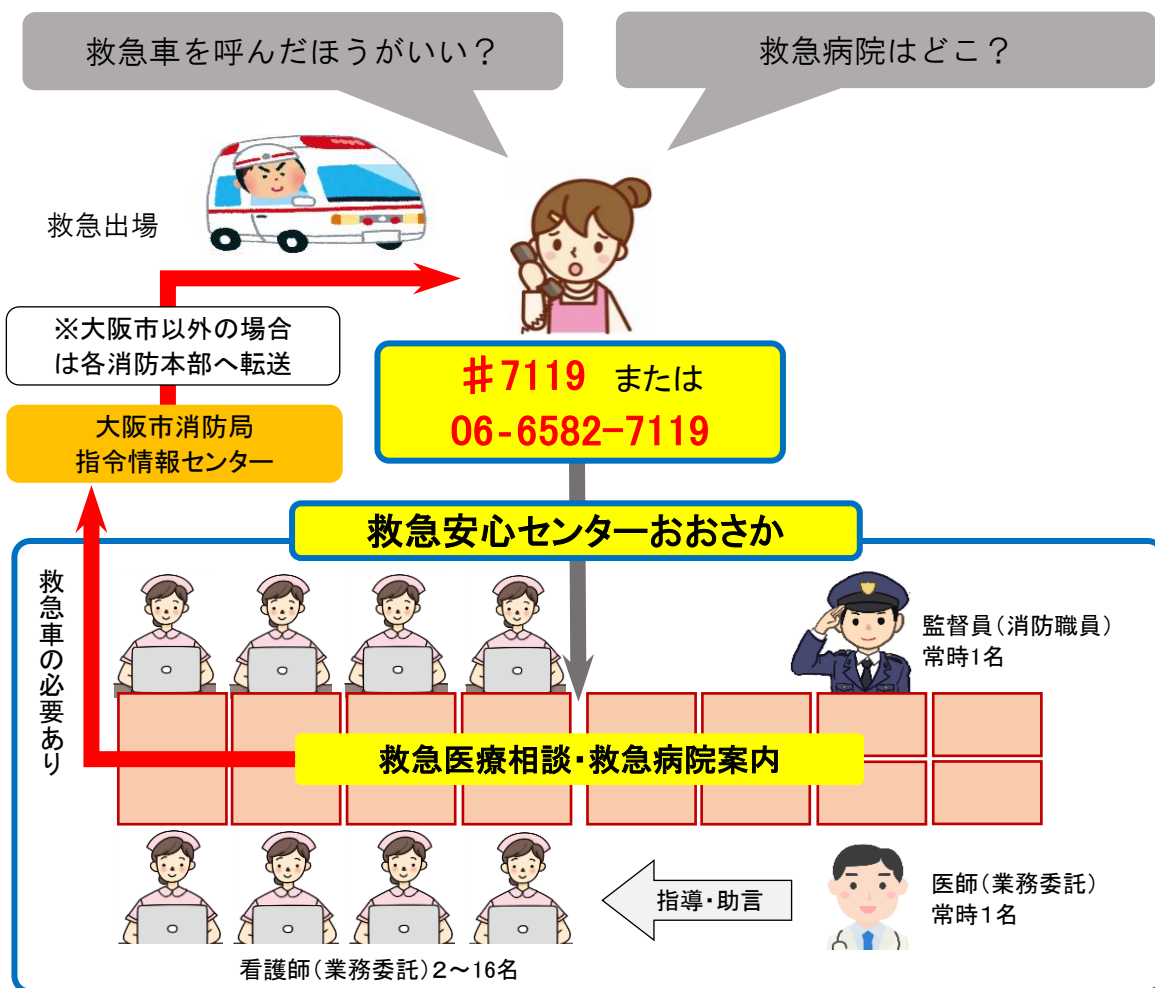 救急車を呼んだほうがいい？
救急病院はどこ？
救急出場
※大阪市以外の場合
は各消防本部へ転送
大阪市消防局
指令情報センター
＃7119 または
06-6582-7119
救急安心センターおおさか
救急車の必要あり
監督員（消防職員）
常時1名
救急医療相談・救急病院案内
指導・助言
医師（業務委託）
常時１名
看護師（業務委託）２～16名